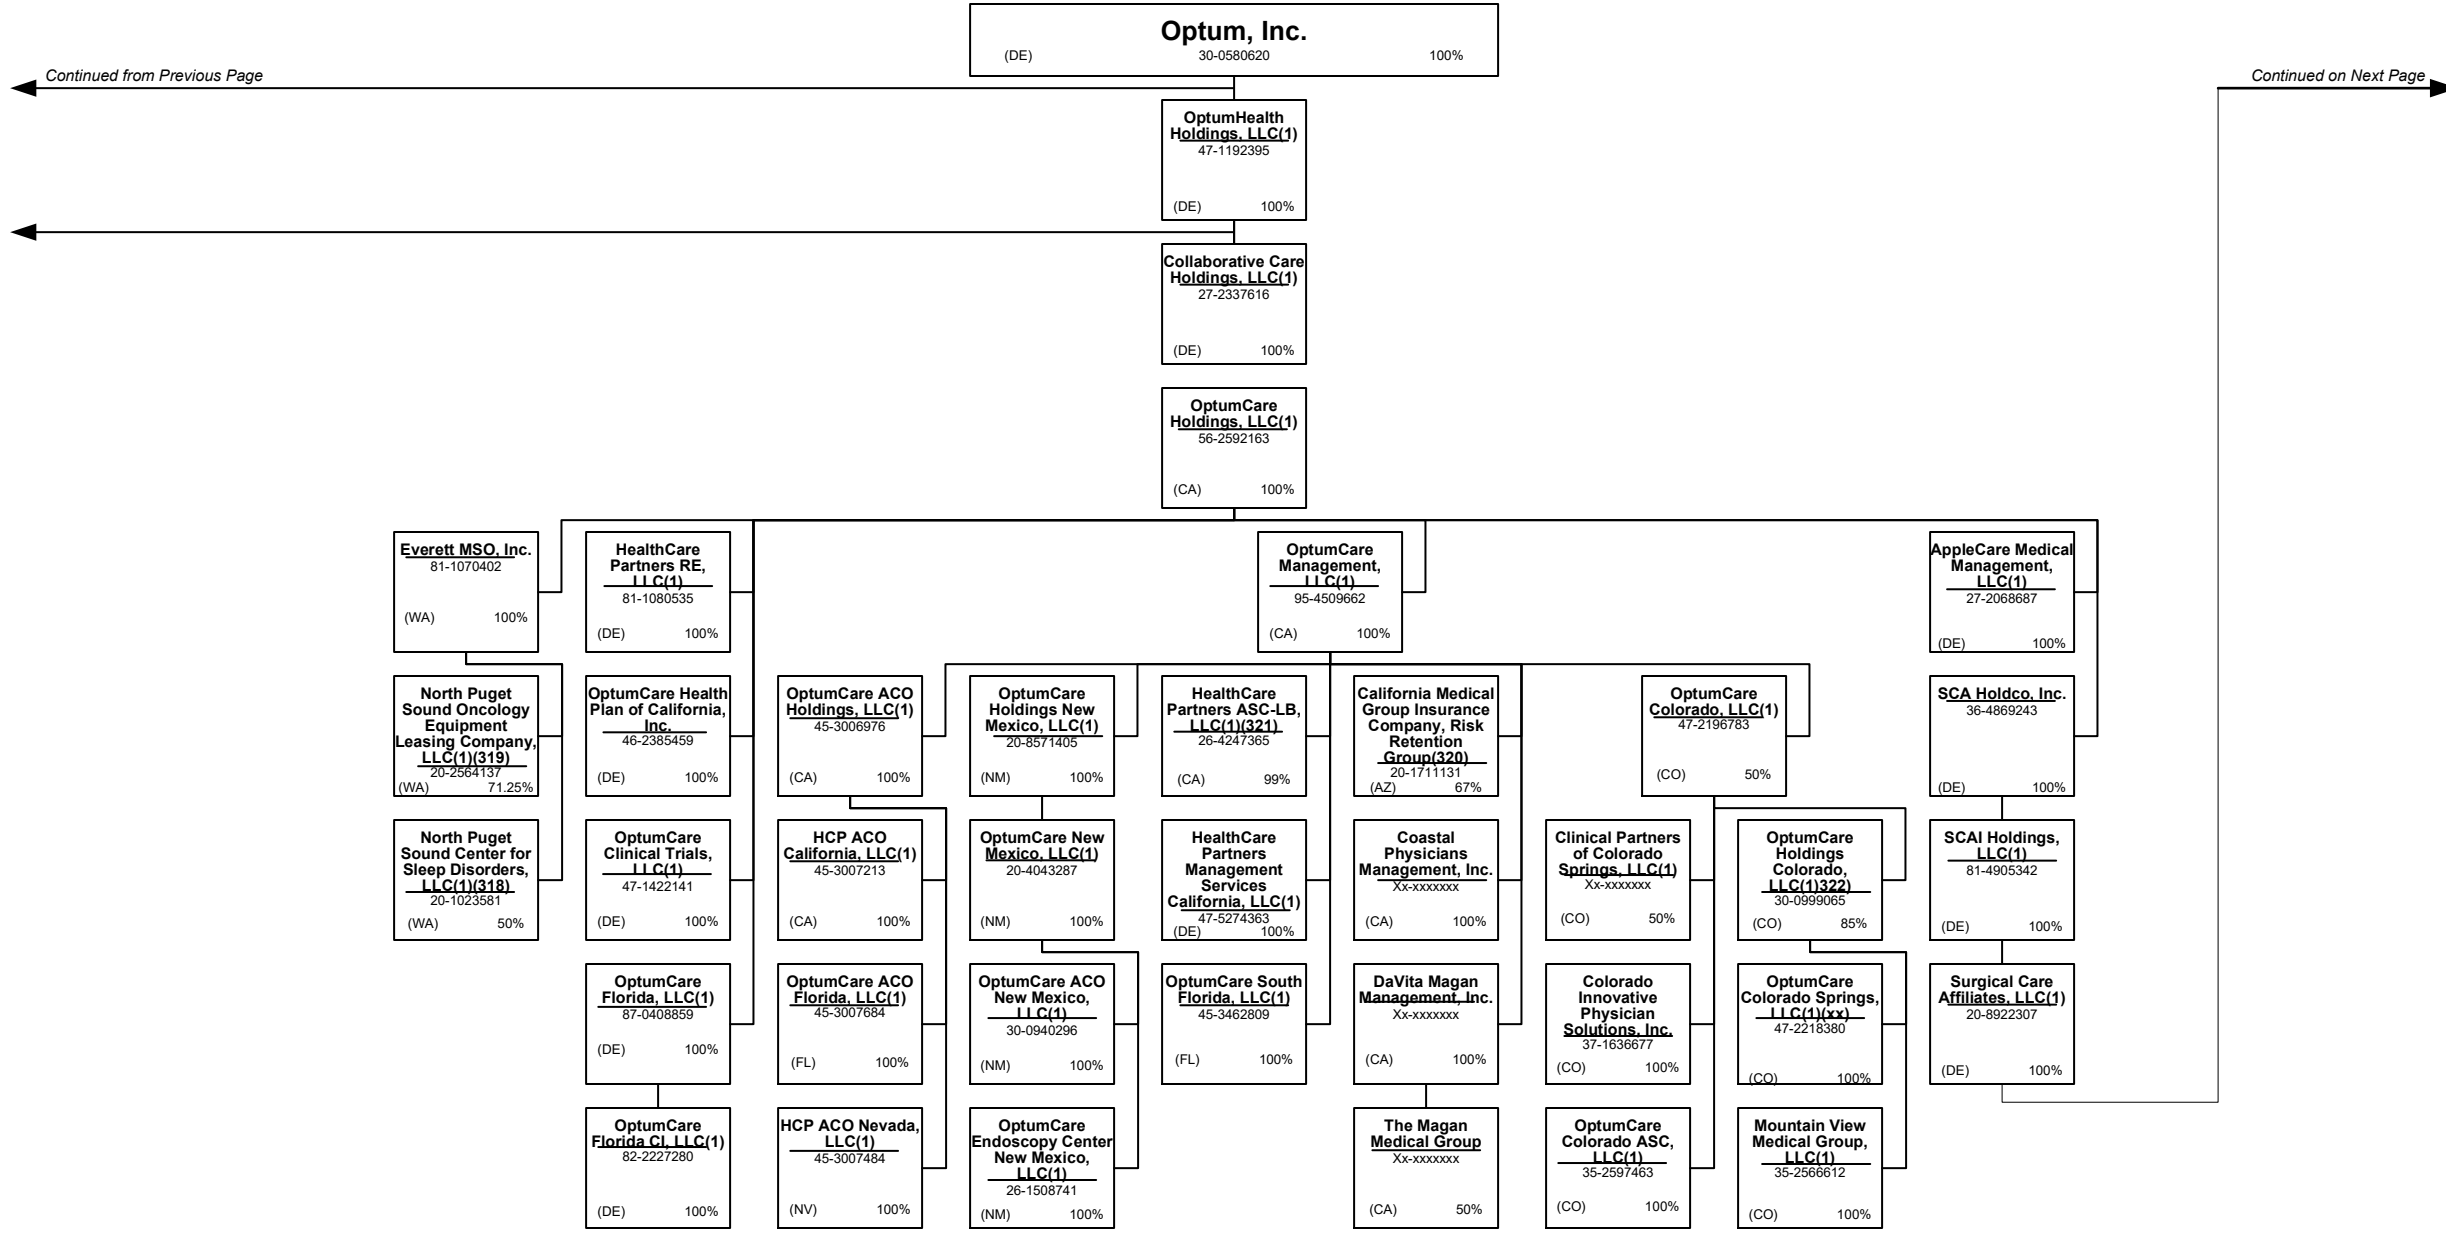 Optum, Inc.
(DE) 30-0580620 100%
Continued from Previous Page
Continued on Next Page
OptumHealth
Holdings, LLC(1)
47-1192395
(DE) 100%
Collaborative Care
Holdings, LLC(1)
27-2337616
(DE) 100%
OptumCare
Holdings, LLC(1)
56-2592163
(CA) 100%
Everett MSO, Inc.
81-1070402
(WA) 100%
HealthCare
Partners RE,
LLC(1)
81-1080535
(DE) 100%
OptumCare
Management,
LLC(1)
95-4509662
(CA) 100%
AppleCare Medical
Management,
LLC(1)
27-2068687
(DE) 100%
North Puget
Sound Oncology
Equipment
Leasing Company,
LLC(1)(319)
20-2564137
(WA) 71.25%
OptumCare Health
Plan of California,
Inc.
46-2385459
(DE) 100%
OptumCare ACO
Holdings, LLC(1)
45-3006976
(CA) 100%
OptumCare
Holdings New
Mexico, LLC(1)
20-8571405
(NM) 100%
HealthCare
Partners ASC-LB,
LLC(1)(321)
26-4247365
(CA) 99%
California Medical
Group Insurance
Company, Risk
Retention
Group(320)
20-1711131
(AZ) 67%
OptumCare
Colorado, LLC(1)
47-2196783
(CO) 50%
SCA Holdco, Inc.
36-4869243
(DE) 100%
North Puget
Sound Center for
Sleep Disorders,
LLC(1)(318)
20-1023581
(WA) 50%
OptumCare
Clinical Trials,
LLC(1)
47-1422141
(DE) 100%
HCP ACO
California, LLC(1)
45-3007213
(CA) 100%
OptumCare New
Mexico, LLC(1)
20-4043287
(NM) 100%
HealthCare
Partners
Management
Services
California, LLC(1)
47-5274363
(DE) 100%
Coastal
Physicians
Management, Inc.
Xx-xxxxxxx
(CA) 100%
Clinical Partners
of Colorado
Springs, LLC(1)
Xx-xxxxxxx
(CO) 50%
OptumCare
Holdings
Colorado,
LLC(1)322)
30-0999065
(CO) 85%
SCAI Holdings,
LLC(1)
81-4905342
(DE) 100%
OptumCare
Florida, LLC(1)
87-0408859
(DE) 100%
OptumCare ACO
Florida, LLC(1)
45-3007684
(FL) 100%
OptumCare ACO
New Mexico,
LLC(1)
30-0940296
(NM) 100%
OptumCare South
Florida, LLC(1)
45-3462809
(FL) 100%
DaVita Magan
Management, Inc.
Xx-xxxxxxx
(CA) 100%
Colorado
Innovative
Physician
Solutions, Inc.
37-1636677
(CO) 100%
OptumCare
Colorado Springs,
LLC(1)(xx)
47-2218380
(CO) 100%
Surgical Care
Affiliates, LLC(1)
20-8922307
(DE) 100%
OptumCare
Florida CI, LLC(1)
82-2227280
(DE) 100%
HCP ACO Nevada,
LLC(1)
45-3007484
(NV) 100%
OptumCare
Endoscopy Center
New Mexico,
LLC(1)
26-1508741
(NM) 100%
The Magan
Medical Group
Xx-xxxxxxx
(CA) 50%
OptumCare
Colorado ASC,
LLC(1)
35-2597463
(CO) 100%
Mountain View
Medical Group,
LLC(1)
35-2566612
(CO) 100%